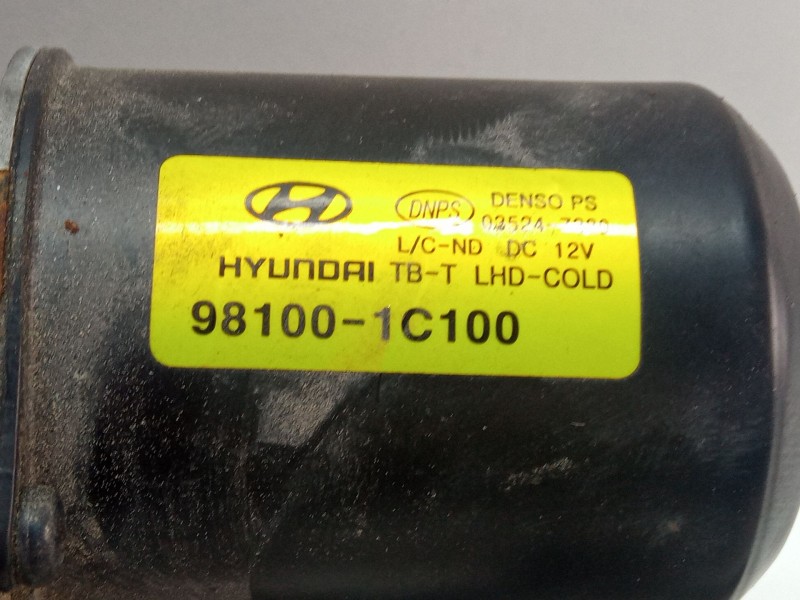 DNPS DENSO PS
L/C-ND DC 12V
HYUNDAI TB-T LHD-COLD
98100-1C100